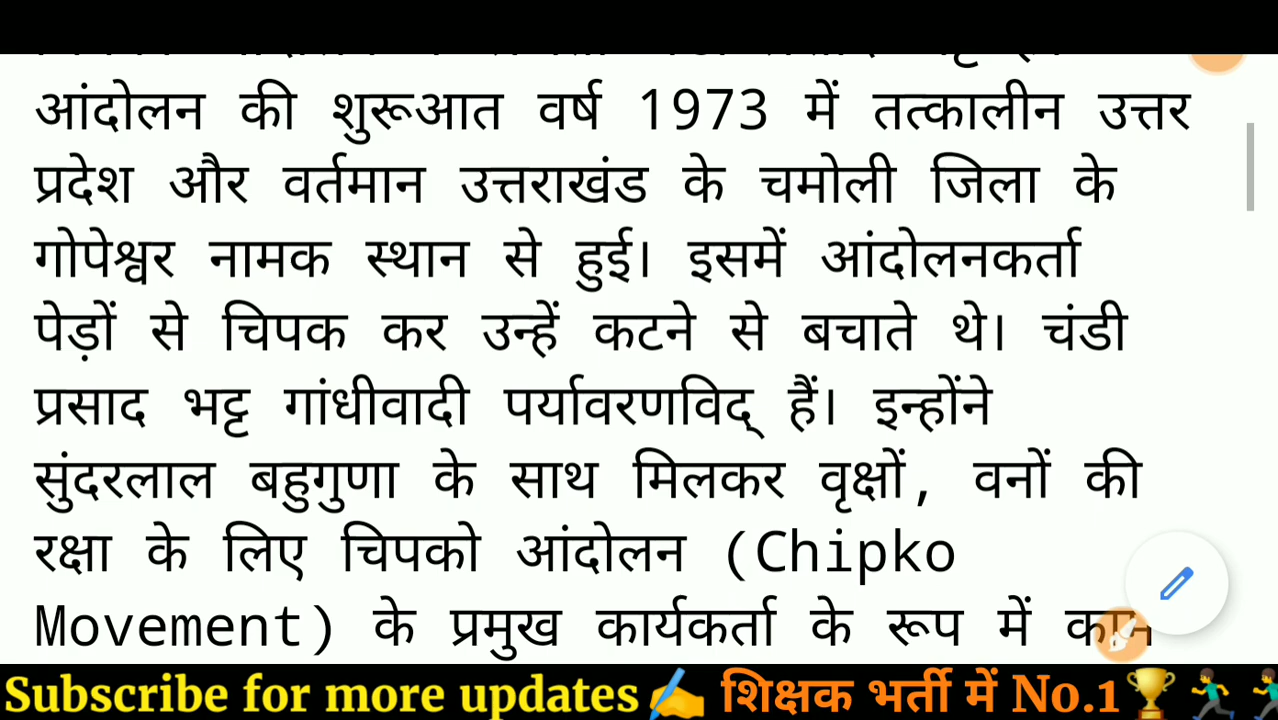 आंदोलन की शुरूआत वर्ष 1973 में तत्कालीन उत्तर
प्रदेश और वर्तमान उत्तराखंड के चमोली जिला के
गोपेश्वर नामक स्थान से हुई। इसमें आंदोलनकर्ता
पेड़ों से चिपक कर उन्हें कटने से बचाते थे। चंडी
प्रसाद भट्ट गांधीवादी पर्यावरणविद् हैं। इन्होंने
सुंदरलाल बहुगुणा के साथ मिलकर वृक्षों, वनों की
रक्षा के लिए चिपको आंदोलन (Chipko
Movement) के प्रमुख कार्यकर्ता के रूप में काम
Subscribe for more updates✍️ शिक्षक भर्ती में No.1🏆🏃🏃